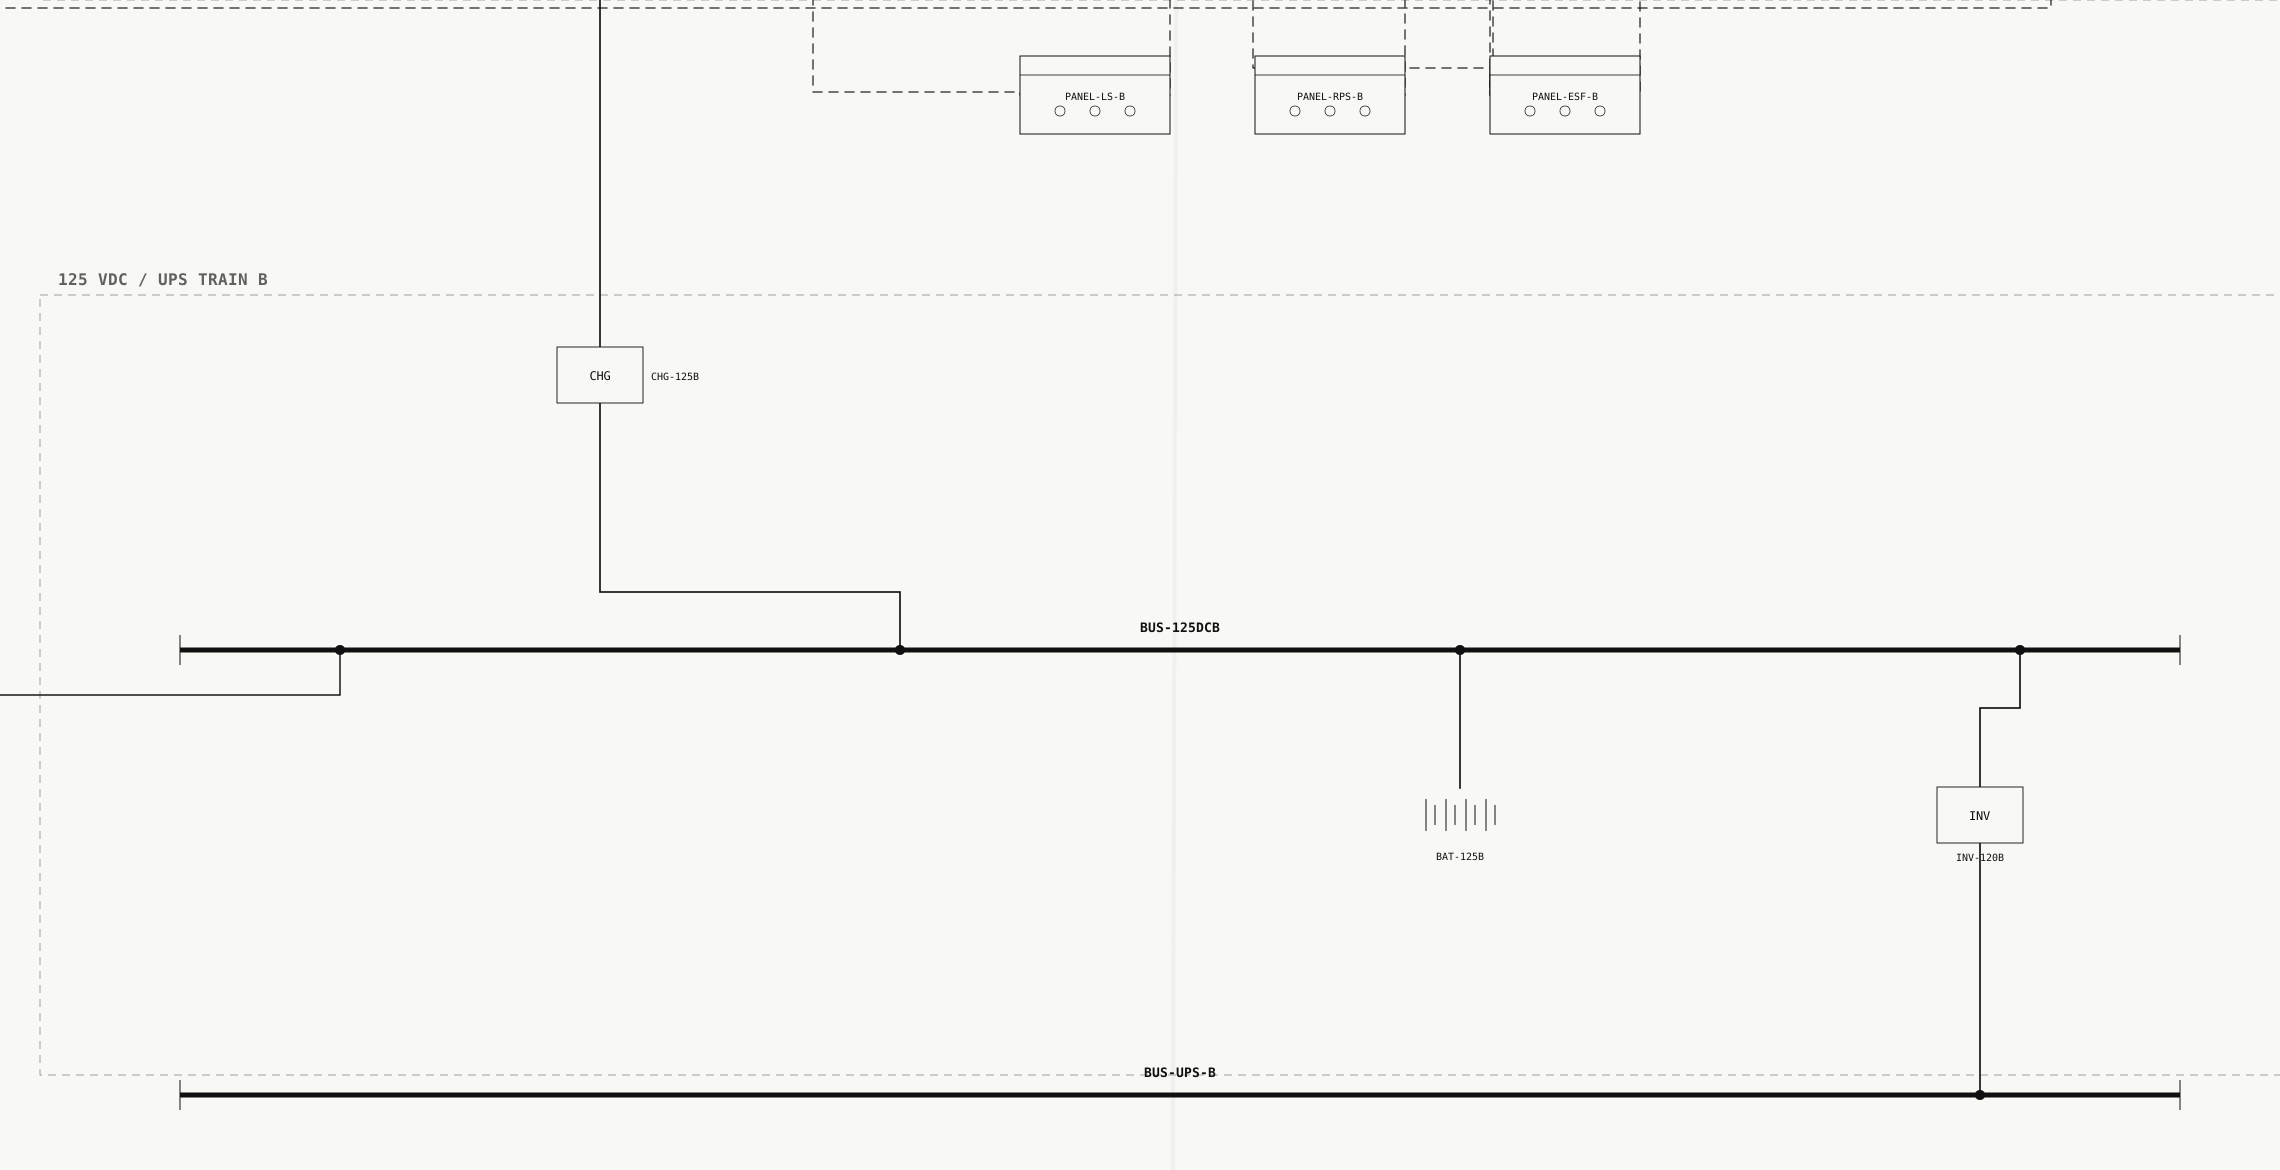 PANEL-LS-B
PANEL-RPS-B
PANEL-ESF-B
125 VDC / UPS TRAIN B
CHG
CHG-125B
BUS-125DCB
INV
BAT-125B
INV-120B
BUS-UPS-B